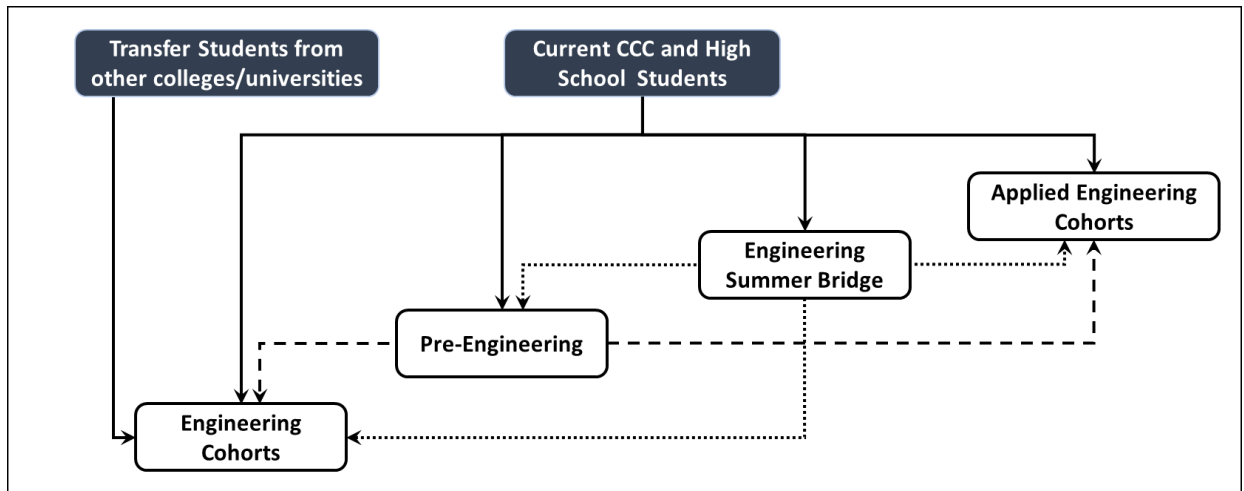 Transfer Students from
other colleges/universities
Current CCC and High
School Students
Applied Engineering
Cohorts
Engineering
Summer Bridge
Pre-Engineering
Engineering
Cohorts